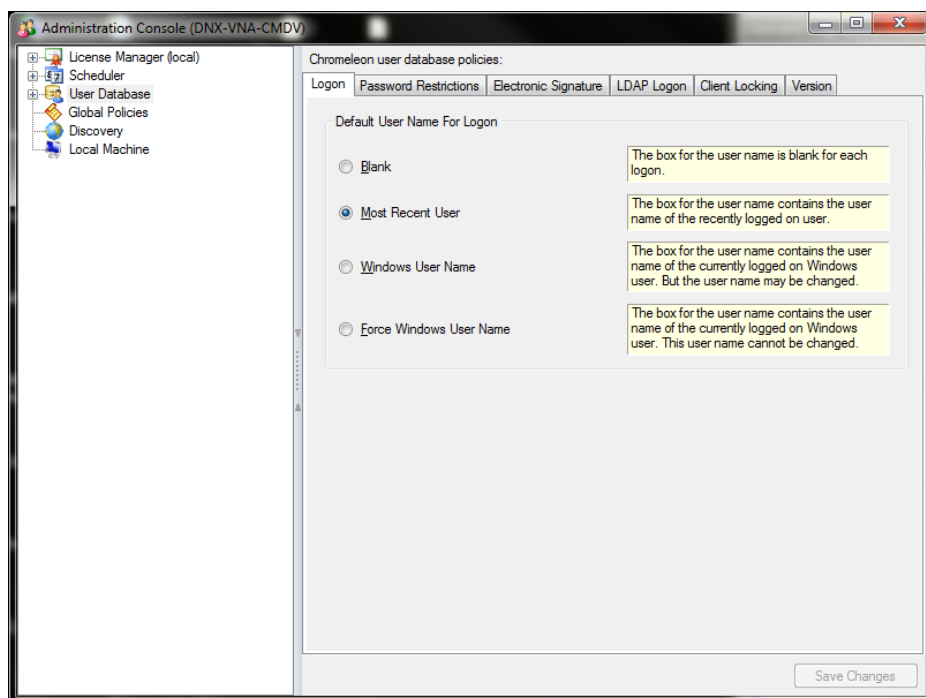 Administration Console (DNX-VNA-CMDV)
License Manager (local)
Scheduler
User Database
Global Policies
Discovery
Local Machine
Chromeleon user database policies:
Logon
Password Restrictions
Electronic Signature
LDAP Logon
Client Locking
Version
Default User Name For Logon
Blank
The box for the user name is blank for each
logon.
Most Recent User
The box for the user name contains the user
name of the recently logged on user.
Windows User Name
The box for the user name contains the user
name of the currently logged on Windows
user. But the user name may be changed.
Force Windows User Name
The box for the user name contains the user
name of the currently logged on Windows
user. This user name cannot be changed.
Save Changes